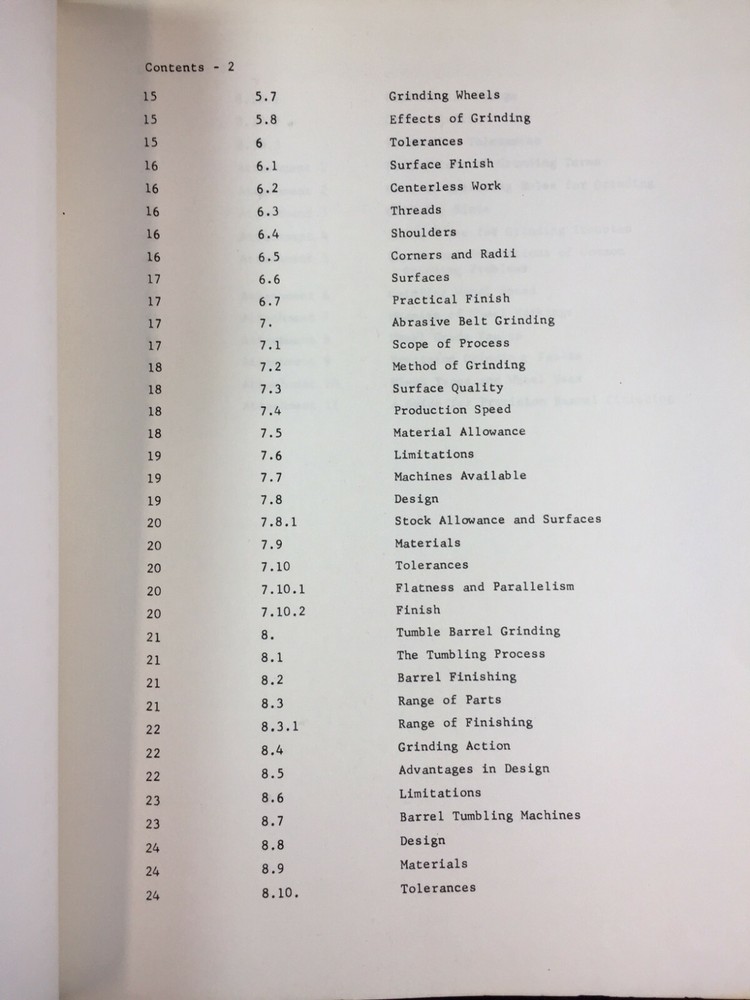 Contents - 2
15 5.7 Grinding Wheels
15 5.8 Effects of Grinding
15 6 Tolerances
16 6.1 Surface Finish
16 6.2 Centerless Work
16 6.3 Threads
16 6.4 Shoulders
16 6.5 Corners and Radii
17 6.6 Surfaces
17 6.7 Practical Finish
17 7. Abrasive Belt Grinding
17 7.1 Scope of Process
18 7.2 Method of Grinding
18 7.3 Surface Quality
18 7.4 Production Speed
18 7.5 Material Allowance
19 7.6 Limitations
19 7.7 Machines Available
19 7.8 Design
20 7.8.1 Stock Allowance and Surfaces
20 7.9 Materials
20 7.10 Tolerances
20 7.10.1 Flatness and Parallelism
20 7.10.2 Finish
21 8. Tumble Barrel Grinding
21 8.1 The Tumbling Process
21 8.2 Barrel Finishing
21 8.3 Range of Parts
22 8.3.1 Range of Finishing
22 8.4 Grinding Action
22 8.5 Advantages in Design
23 8.6 Limitations
23 8.7 Barrel Tumbling Machines
24 8.8 Design
24 8.9 Materials
24 8.10. Tolerances